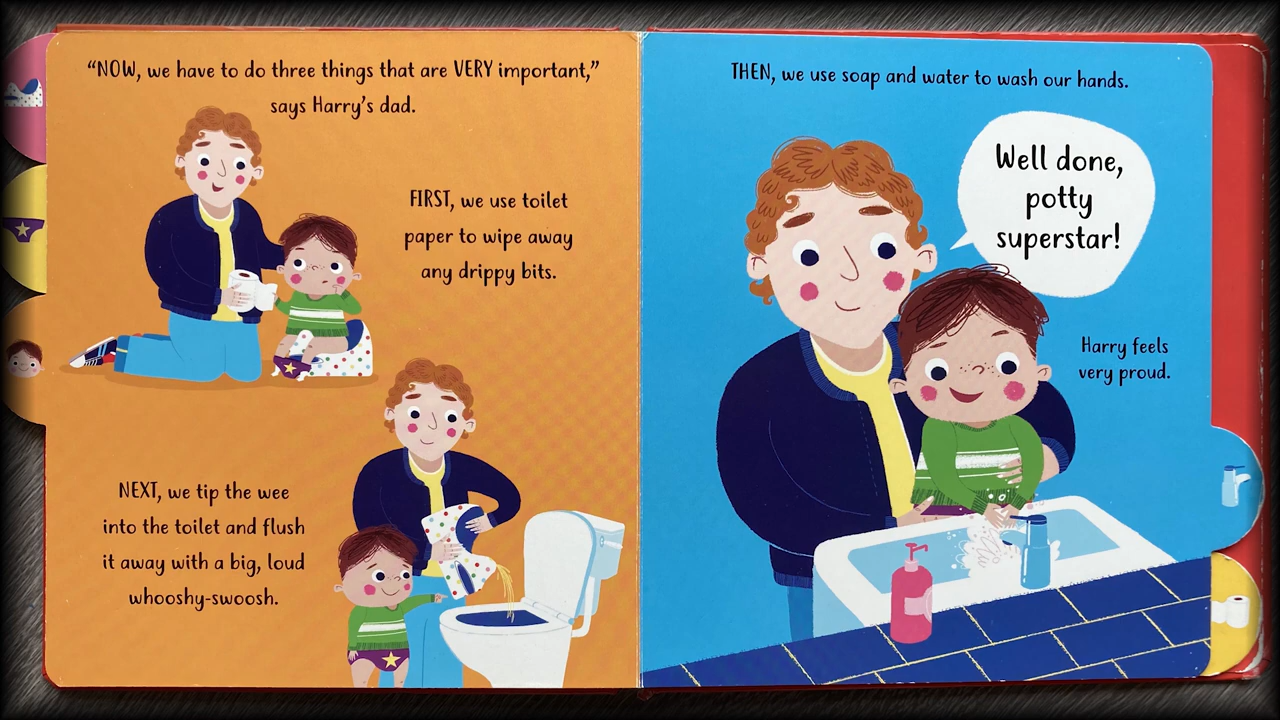 “NOW, we have to do three things that are VERY important,”
says Harry’s dad.
FIRST, we use toilet
paper to wipe away
any drippy bits.
NEXT, we tip the wee
into the toilet and flush
it away with a big, loud
whooshy-swoosh.
THEN, we use soap and water to wash our hands.
Well done,
potty
superstar!
Harry feels
very proud.